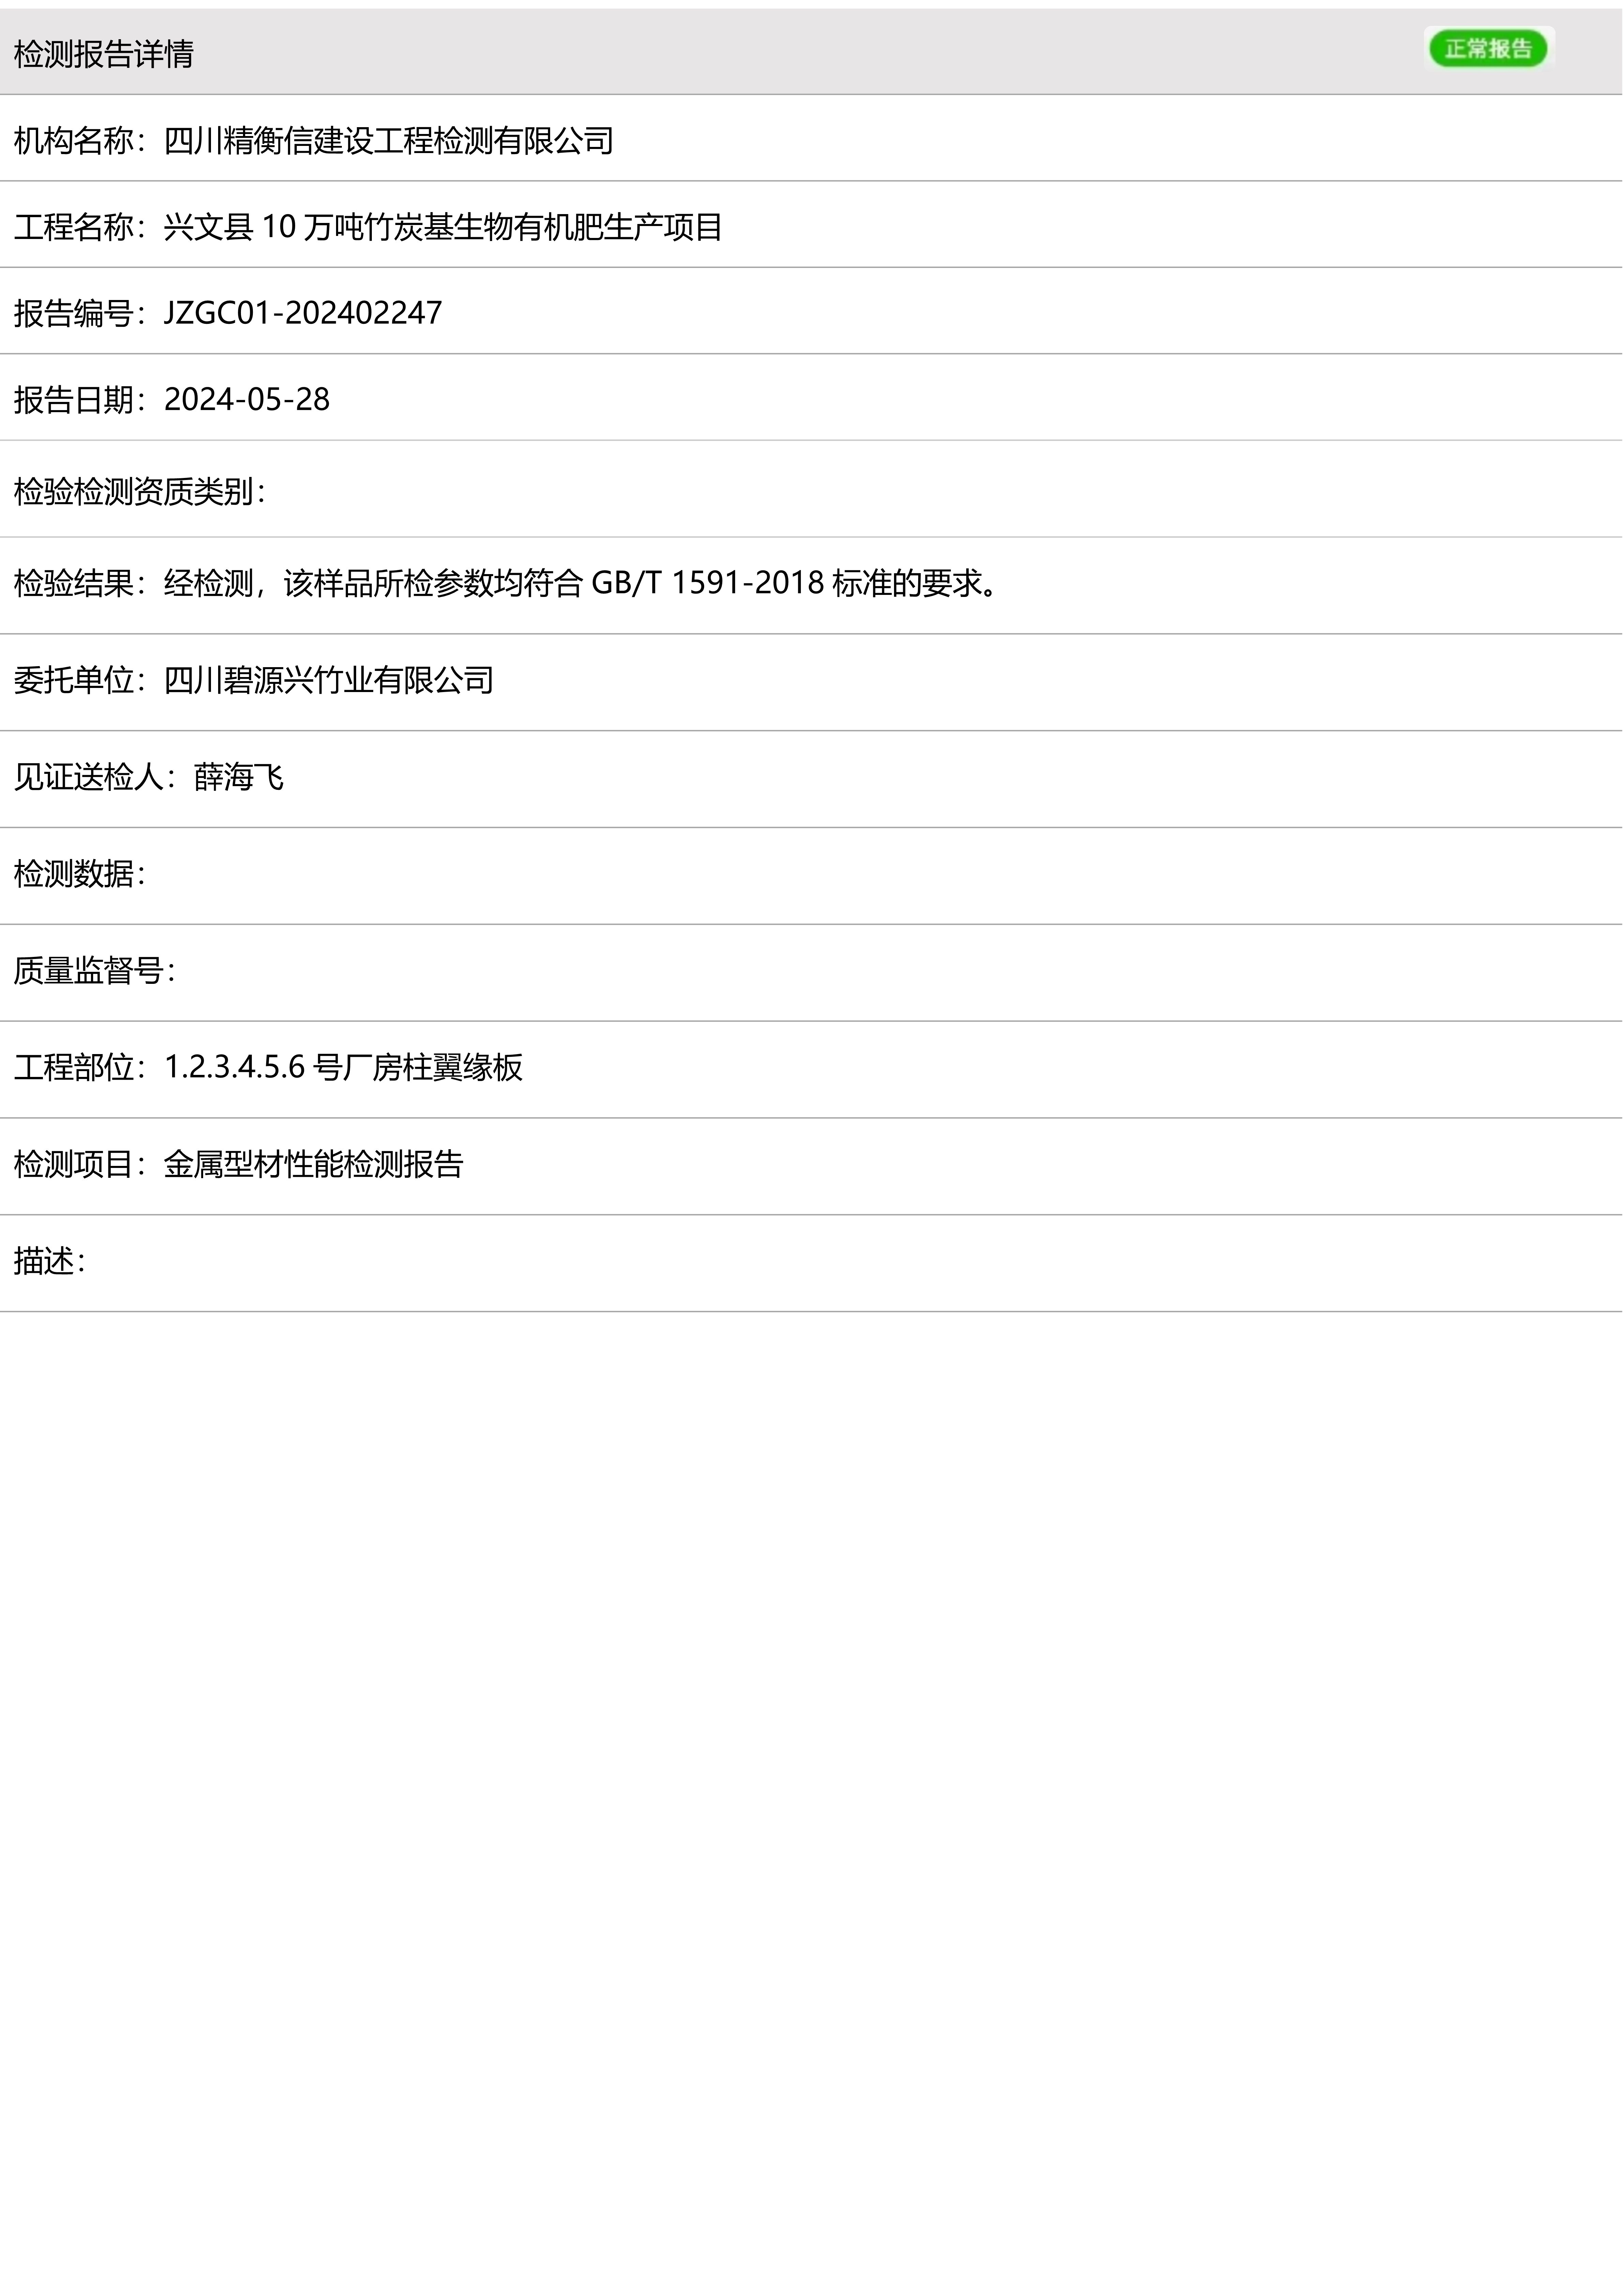 检测报告详情
正常报告
机构名称：四川精衡信建设工程检测有限公司
工程名称：兴文县 10 万吨竹炭基生物有机肥生产项目
报告编号：JZGC01-202402247
报告日期：2024-05-28
检验检测资质类别：
检验结果：经检测，该样品所检参数均符合 GB/T 1591-2018 标准的要求。
委托单位：四川碧源兴竹业有限公司
见证送检人：薛海飞
检测数据：
质量监督号：
工程部位：1.2.3.4.5.6 号厂房柱翼缘板
检测项目：金属型材性能检测报告
描述：